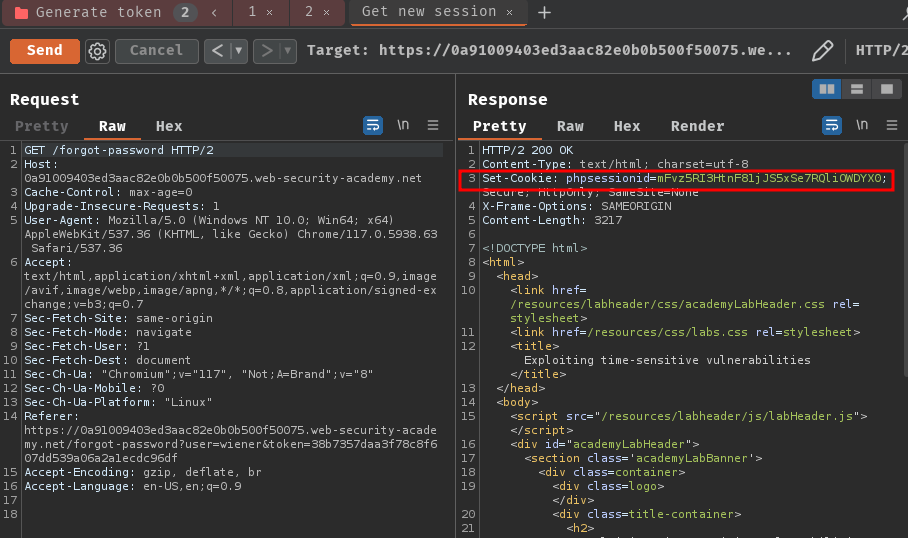 Generate token 2 < 1 × 2 × Get new session × +
Send Cancel < ▾ > ▾ Target: https://0a91009403ed3aac82e0b0b500f50075.we... HTTP/2
Request
Pretty Raw Hex \n
1 GET /forgot-password HTTP/2
2 Host:
0a91009403ed3aac82e0b0b500f50075.web-security-academy.net
3 Cache-Control: max-age=0
4 Upgrade-Insecure-Requests: 1
5 User-Agent: Mozilla/5.0 (Windows NT 10.0; Win64; x64)
AppleWebKit/537.36 (KHTML, like Gecko) Chrome/117.0.5938.63
Safari/537.36
6 Accept:
text/html,application/xhtml+xml,application/xml;q=0.9,image
/avif,image/webp,image/apng,*/*;q=0.8,application/signed-ex
change;v=b3;q=0.7
7 Sec-Fetch-Site: same-origin
8 Sec-Fetch-Mode: navigate
9 Sec-Fetch-User: ?1
10 Sec-Fetch-Dest: document
11 Sec-Ch-Ua: "Chromium";v="117", "Not;A=Brand";v="8"
12 Sec-Ch-Ua-Mobile: ?0
13 Sec-Ch-Ua-Platform: "Linux"
14 Referer:
https://0a91009403ed3aac82e0b0b500f50075.web-security-acade
my.net/forgot-password?user=wiener&token=38b7357daa3f78c8f6
07dd539a06a2a1ecdc96df
15 Accept-Encoding: gzip, deflate, br
16 Accept-Language: en-US,en;q=0.9
17
18
Response
Pretty Raw Hex Render \n
1 HTTP/2 200 OK
2 Content-Type: text/html; charset=utf-8
3 Set-Cookie: phpsessionid=mFvz5RI3HtnF81jJS5xSe7RQliOWDYX0;
Secure; HttpOnly; SameSite=None
4 X-Frame-Options: SAMEORIGIN
5 Content-Length: 3217
6
7 <!DOCTYPE html>
8 <html>
9 <head>
10 <link href=
/resources/labheader/css/academyLabHeader.css rel=
stylesheet>
11 <link href=/resources/css/labs.css rel=stylesheet>
12 <title>
Exploiting time-sensitive vulnerabilities
</title>
13 </head>
14 <body>
15 <script src="/resources/labheader/js/labHeader.js">
</script>
16 <div id="academyLabHeader">
17 <section class='academyLabBanner'>
18 <div class=container>
19 <div class=logo>
</div>
20 <div class=title-container>
21 <h2>